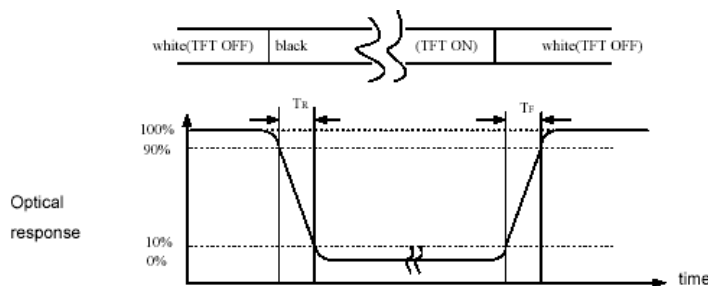 white(TFT OFF) black (TFT ON) white(TFT OFF)
TR TF
100%
90%
Optical
response
10%
0%
time